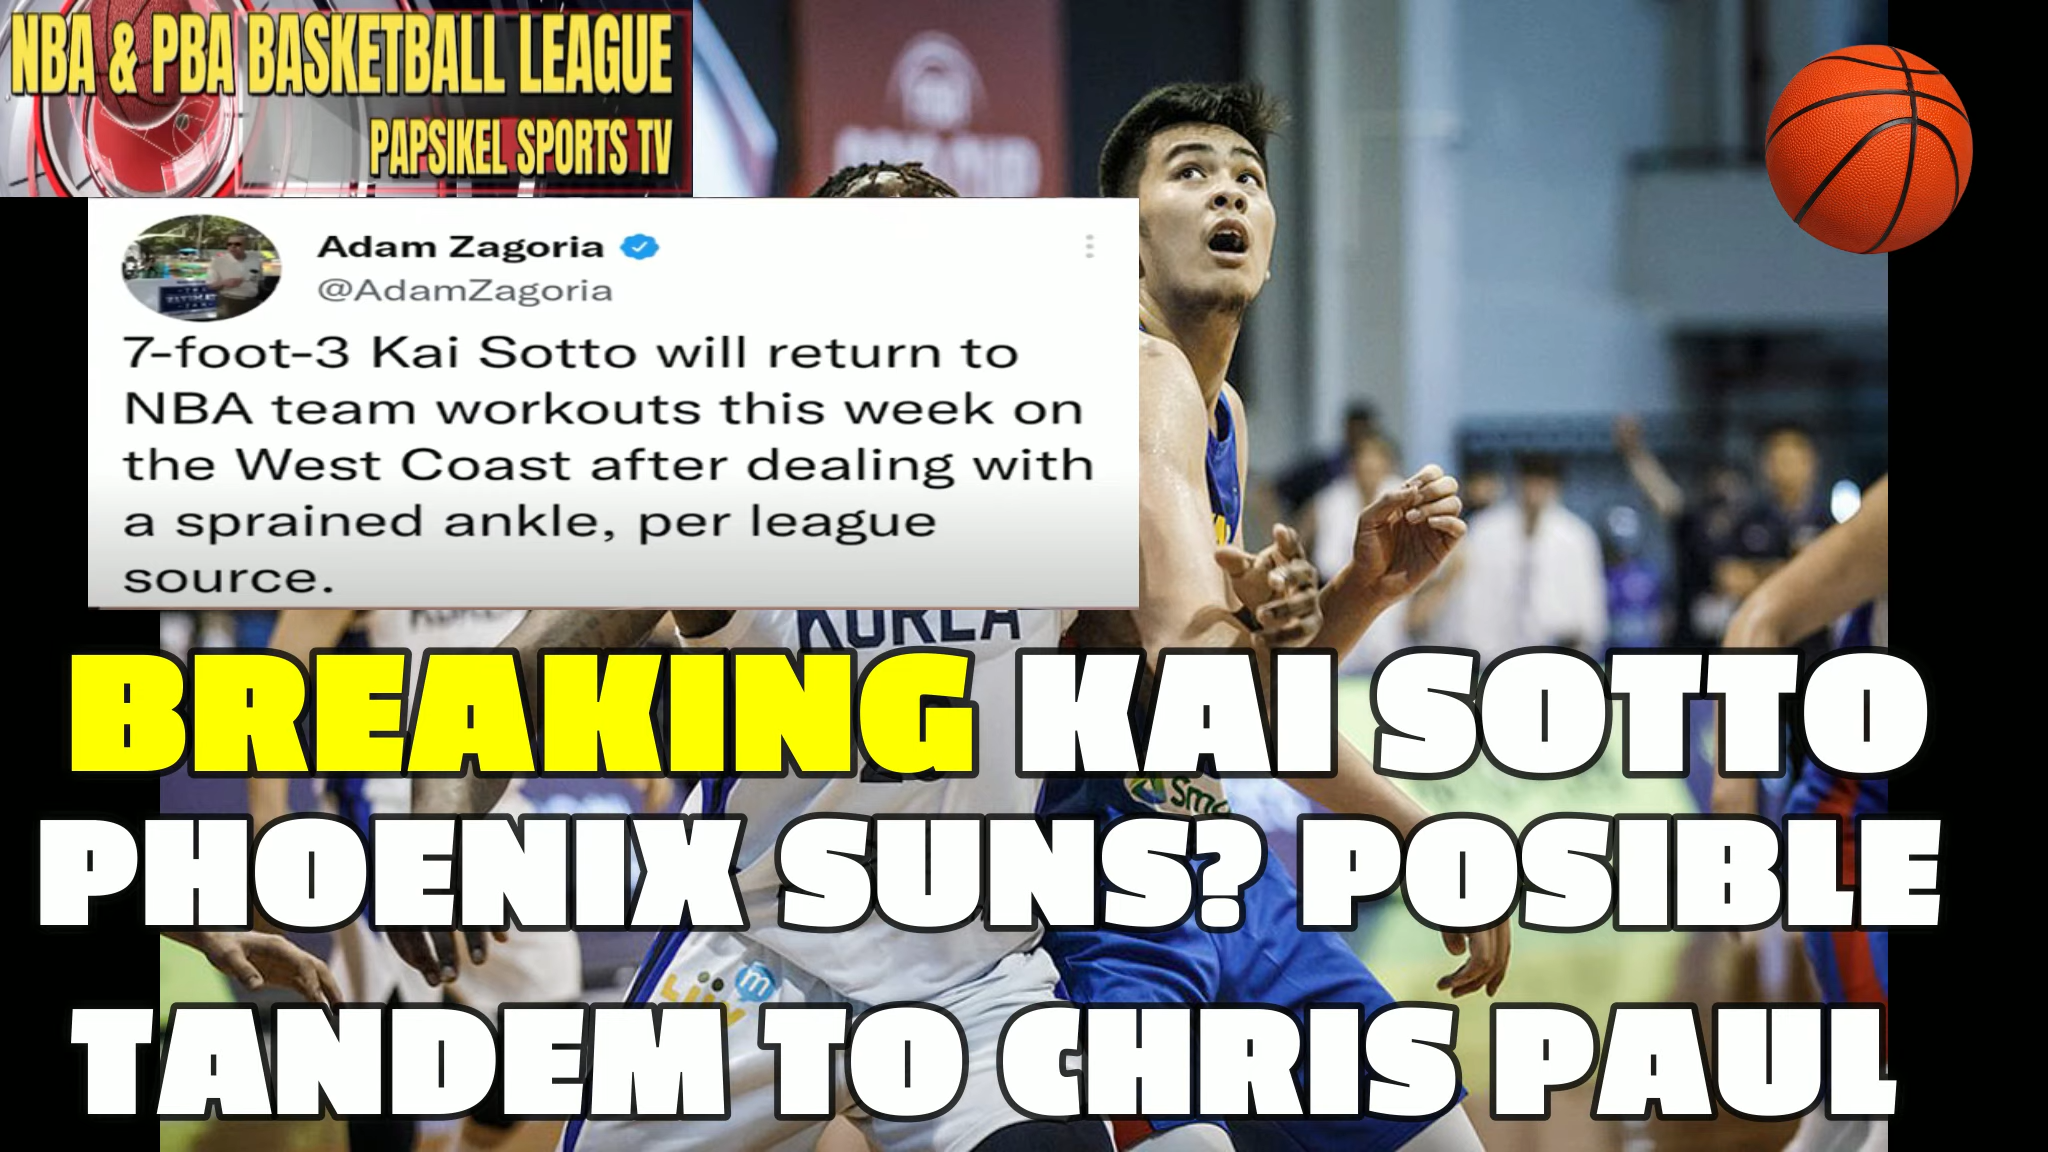 NBA & PBA BASKETBALL LEAGUE
PAPSIKEL SPORTS TV
Adam Zagoria
@AdamZagoria
7-foot-3 Kai Sotto will return to
NBA team workouts this week on
the West Coast after dealing with
a sprained ankle, per league
source.
KOREA
BREAKING KAI SOTTO
PHOENIX SUNS? POSIBLE
TANDEM TO CHRIS PAUL